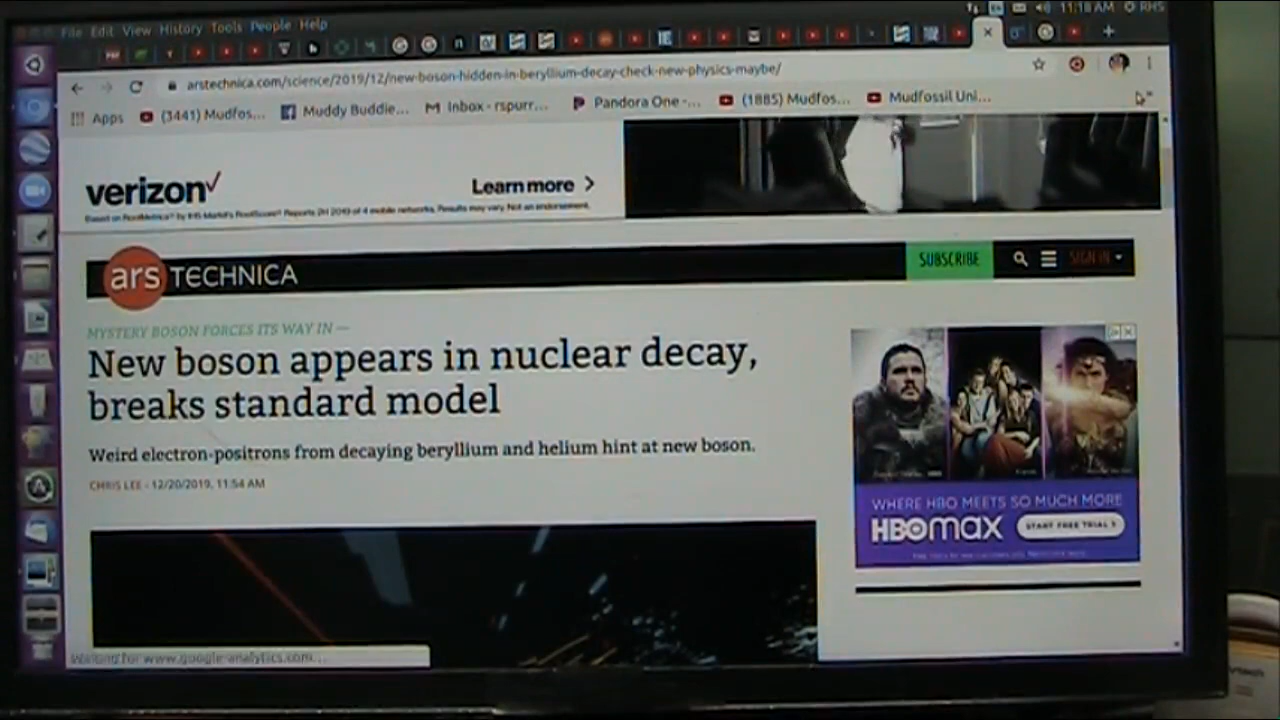 File Edit View History Tools People Help
11:18 AM RHS
arstechnica.com/science/2019/12/new-boson-hidden-in-beryllium-decay-check-new-physics-maybe/
Apps (3441) Mudfos... Muddy Buddie... Inbox - rspurr... Pandora One -... (1885) Mudfos... Mudfossil Uni...
verizon
Learn more
ars TECHNICA
SUBSCRIBE
SIGN IN
MYSTERY BOSON FORCES ITS WAY IN —
New boson appears in nuclear decay,
breaks standard model
Weird electron-positrons from decaying beryllium and helium hint at new boson.
CHRIS LEE - 12/20/2019, 11:54 AM
WHERE HBO MEETS SO MUCH MORE
HBOMAX
START FREE TRIAL
Waiting for www.google-analytics.com...